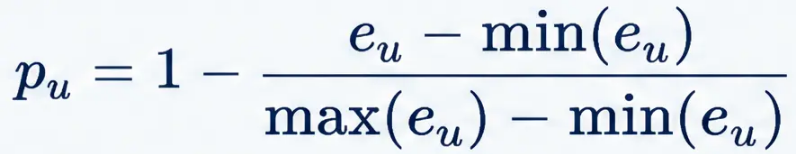 p_u = 1 - \frac{e_u - \min(e_u)}{\max(e_u) - \min(e_u)}